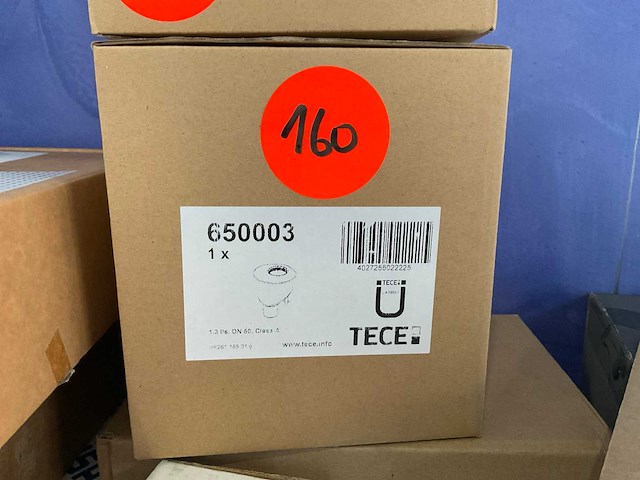 160
650003
1 x
4027255022225
TECE
TECE
1,3 l/s, DN 50, Class A
www.tece.info